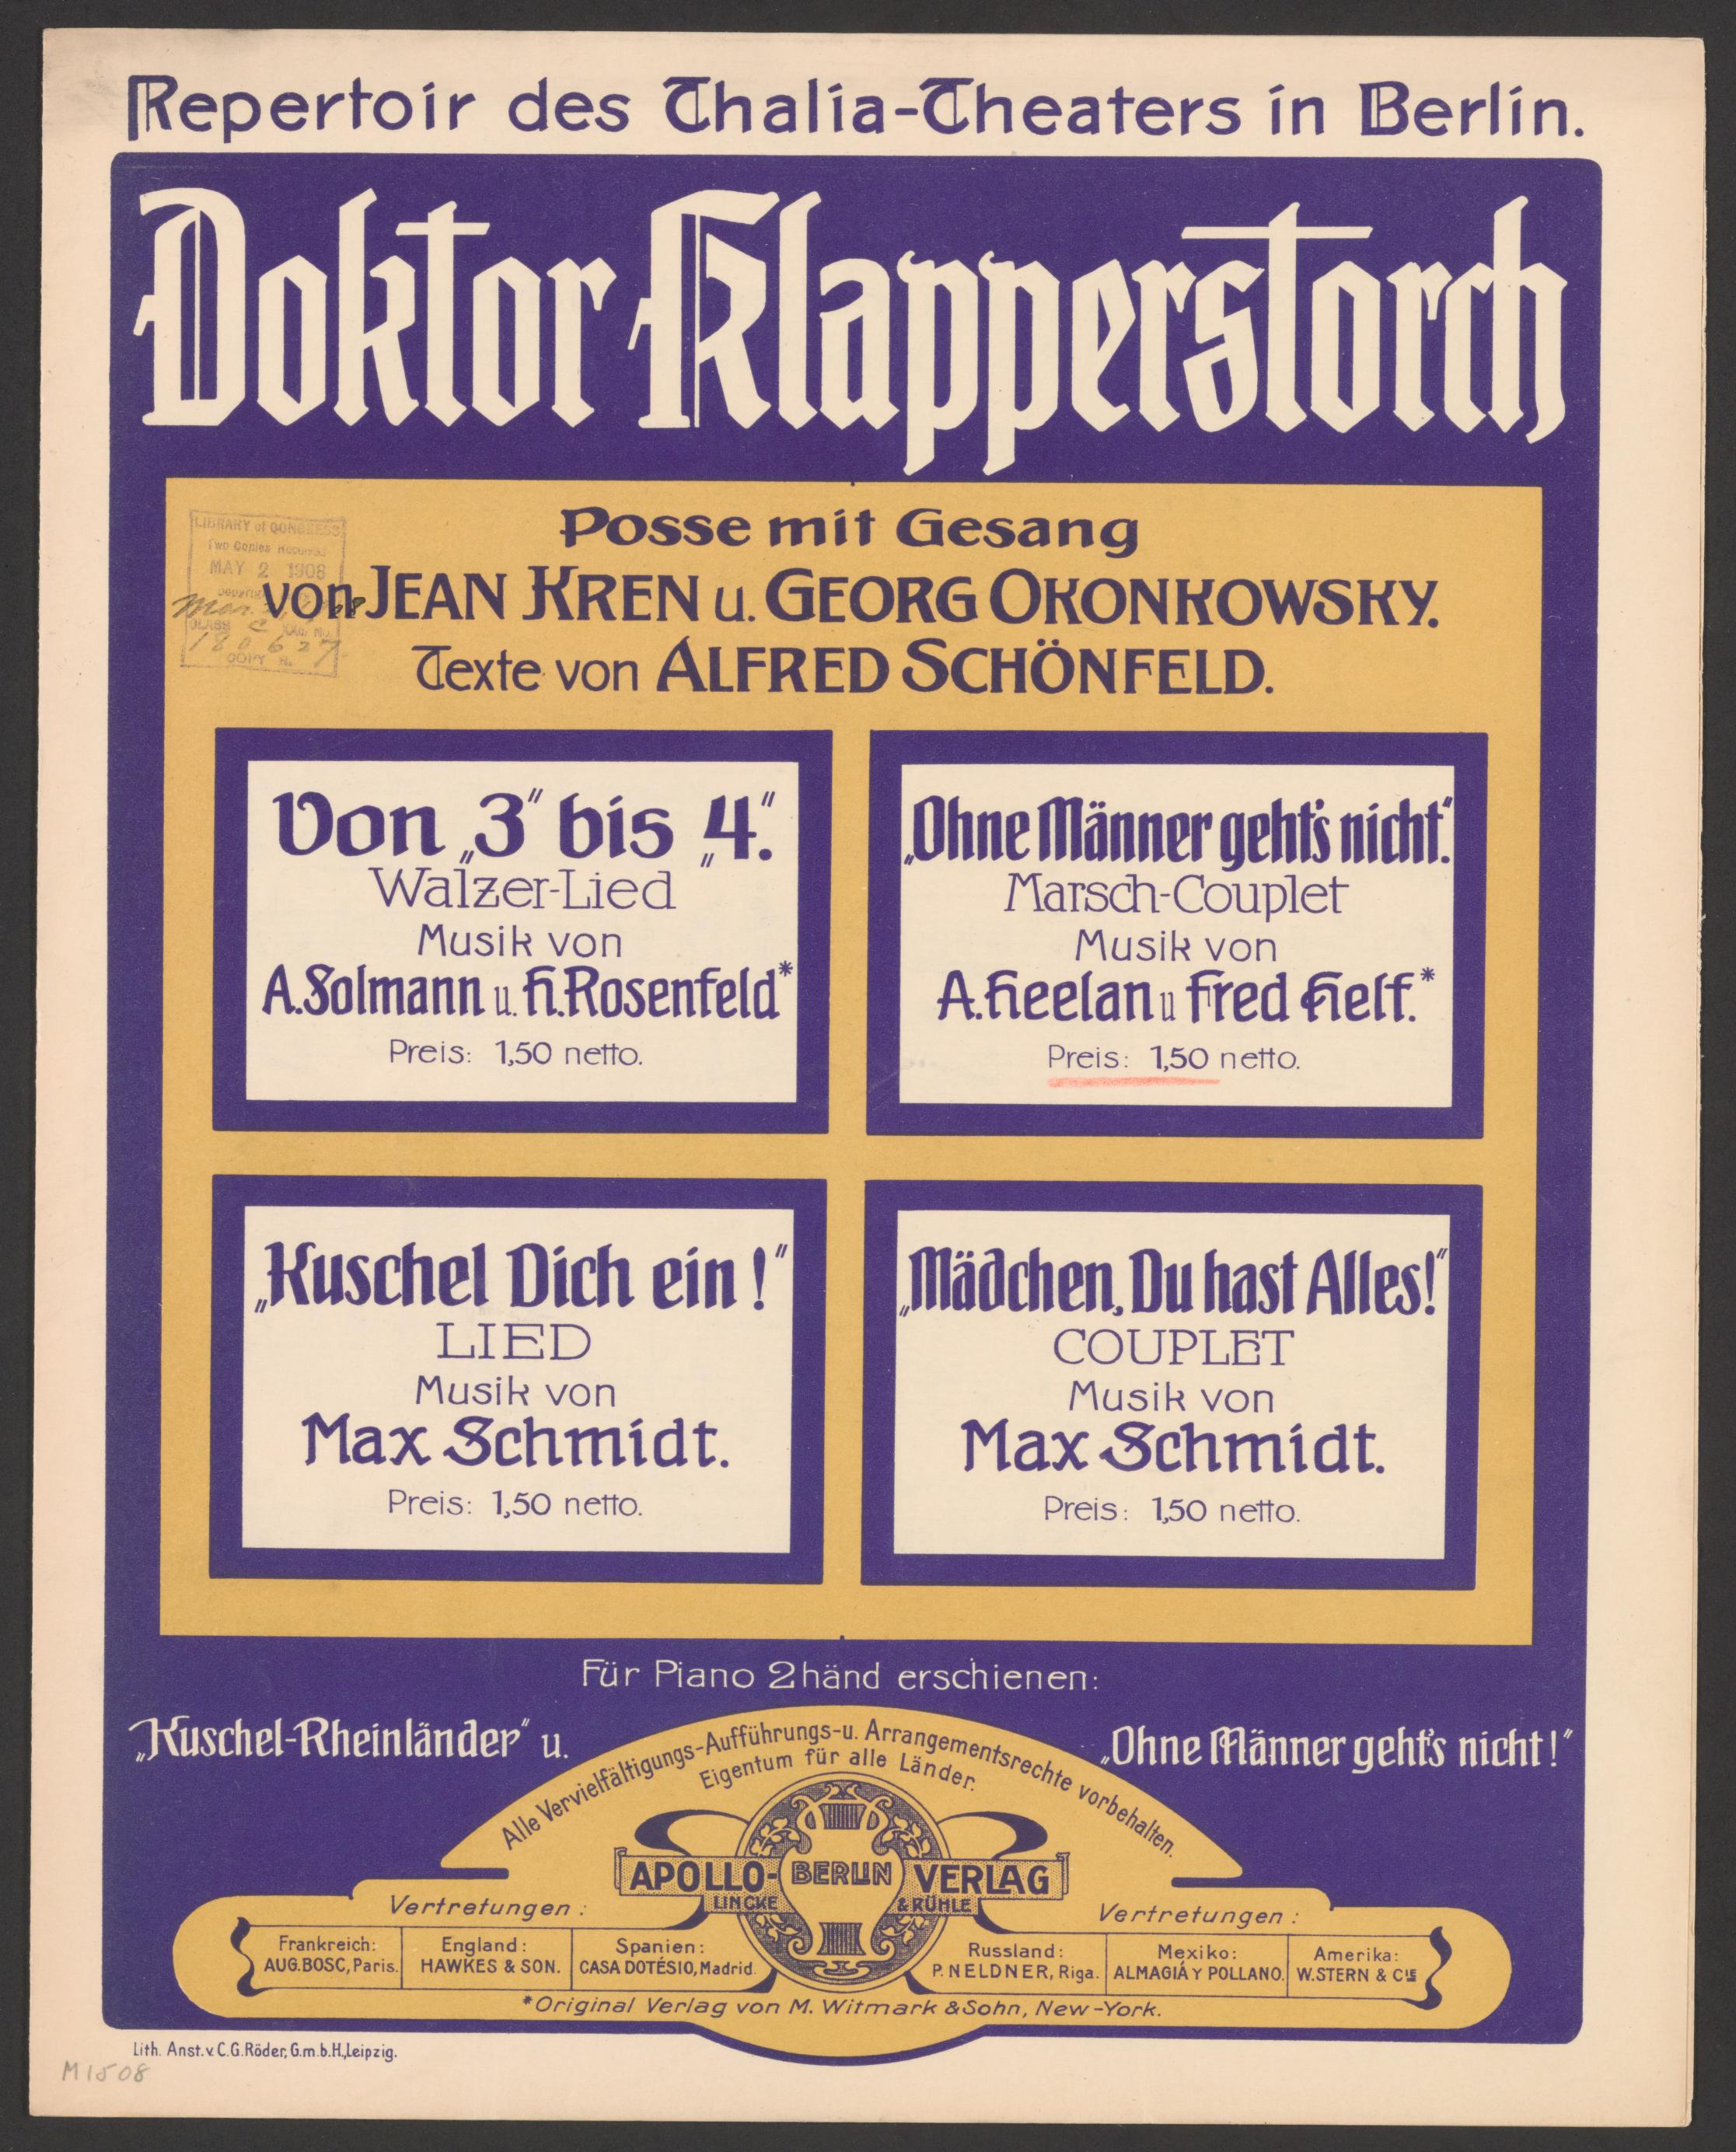 Repertoir des Thalia-Theaters in Berlin.
Doktor Klapperstorch
Posse mit Gesang
von JEAN KREN u. GEORG OKONKOWSKY.
Texte von ALFRED SCHÖNFELD.
LIBRARY of CONGRESS
Two Copies Received
MAY 2 1908
Mar. 
CLASS C XXc. No.
180627
COPY B.
Von „3“ bis „4“.
Walzer-Lied
Musik von
A. Solmann u. H. Rosenfeld*
Preis: 1,50 netto.
„Ohne Männer geht's nicht“.
Marsch-Couplet
Musik von
A. Heelan u Fred Helf.*
Preis: 1,50 netto.
„Kuschel Dich ein!“
LIED
Musik von
Max Schmidt.
Preis: 1,50 netto.
„Mädchen, Du hast Alles!“
COUPLET
Musik von
Max Schmidt.
Preis: 1,50 netto.
Für Piano 2händ erschienen:
„Kuschel-Rheinländer“ u. „Ohne Männer geht's nicht!“
Alle Vervielfältigungs-Aufführungs-u. Arrangementsrechte vorbehalten.
Eigentum für alle Länder.
APOLLO- BERLIN VERLAG
LINCKE & RÜHLE
Vertretungen:
Frankreich:
AUG. BOSC, Paris.
England:
HAWKES & SON.
Spanien:
CASA DOTÉSIO, Madrid.
Vertretungen:
Russland:
P. NELDNER, Riga.
Mexiko:
ALMAGIÁ Y POLLANO.
Amerika:
W. STERN & CIE
*Original Verlag von M. Witmark & Sohn, New-York.
Lith. Anst. v. C.G. Röder, G.m.b.H., Leipzig.
M1508